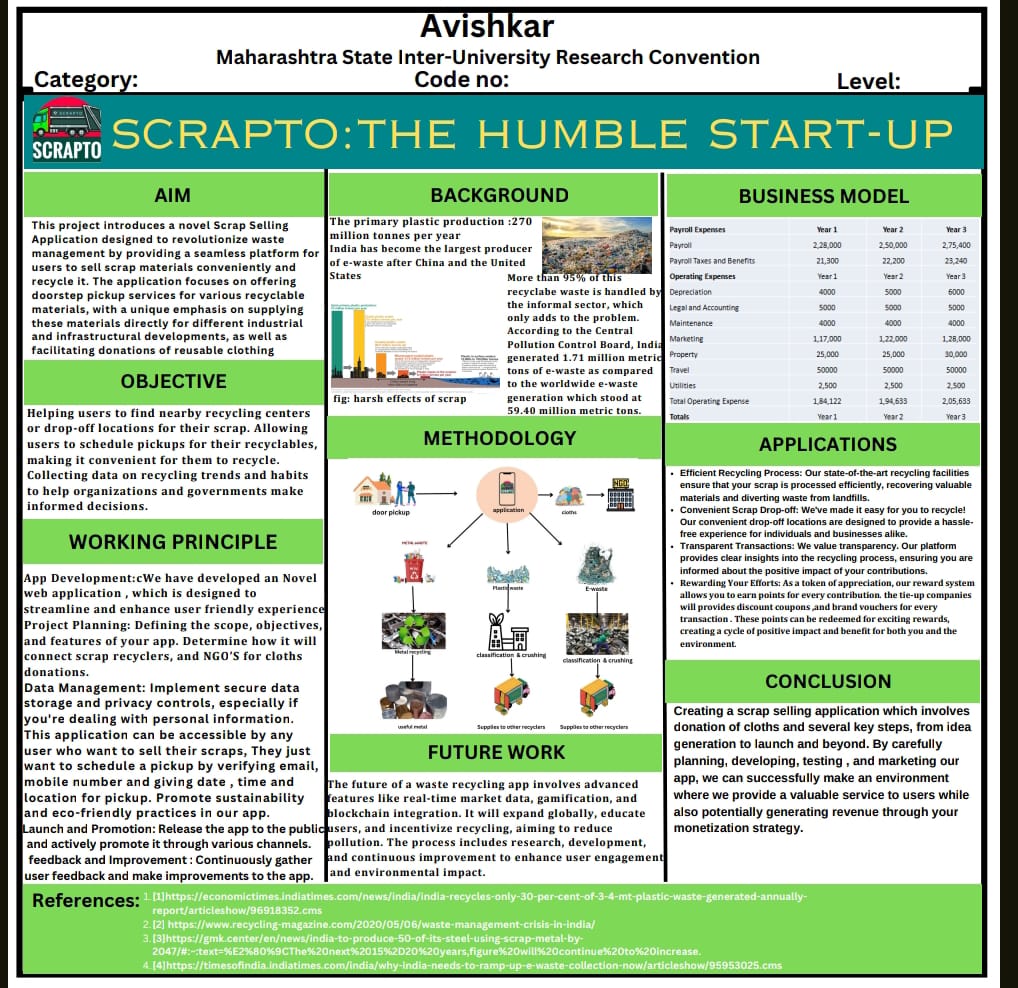 Avishkar
Maharashtra State Inter-University Research Convention
Category:
Code no:
Level:
SCRAPTO
SCRAPTO
SCRAPTO:THE HUMBLE START-UP
AIM
This project introduces a novel Scrap Selling
Application designed to revolutionize waste
management by providing a seamless platform for
users to sell scrap materials conveniently and
recycle it. The application focuses on offering
doorstep pickup services for various recyclable
materials, with a unique emphasis on supplying
these materials directly for different industrial
and infrastructural developments, as well as
facilitating donations of reusable clothing
OBJECTIVE
Helping users to find nearby recycling centers
or drop-off locations for their scrap. Allowing
users to schedule pickups for their recyclables,
making it convenient for them to recycle.
Collecting data on recycling trends and habits
to help organizations and governments make
informed decisions.
WORKING PRINCIPLE
App Development:cWe have developed an Novel
web application , which is designed to
streamline and enhance user friendly experience
Project Planning: Defining the scope, objectives,
and features of your app. Determine how it will
connect scrap recyclers, and NGO'S for cloths
donations.
Data Management: Implement secure data
storage and privacy controls, especially if
you're dealing with personal information.
This application can be accessible by any
user who want to sell their scraps, They just
want to schedule a pickup by verifying email,
mobile number and giving date , time and
location for pickup. Promote sustainability
and eco-friendly practices in our app.
Launch and Promotion: Release the app to the public
and actively promote it through various channels.
feedback and Improvement : Continuously gather
user feedback and make improvements to the app.
BACKGROUND
The primary plastic production :270
million tonnes per year
India has become the largest producer
of e-waste after China and the United
States
More than 95% of this
recyclabe waste is handled by
the informal sector, which
only adds to the problem.
According to the Central
Pollution Control Board, India
generated 1.71 million metric
tons of e-waste as compared
to the worldwide e-waste
generation which stood at
59.40 million metric tons.
fig: harsh effects of scrap
METHODOLOGY
door pickup
application
cloths
NGO
METAL WASTE
Plastic waste
E-waste
Metal recycling
classification & crushing
classification & crushing
useful metal
Supplies to other recyclers
Supplies to other recyclers
FUTURE WORK
The future of a waste recycling app involves advanced
features like real-time market data, gamification, and
blockchain integration. It will expand globally, educate
users, and incentivize recycling, aiming to reduce
pollution. The process includes research, development,
and continuous improvement to enhance user engagement
and environmental impact.
BUSINESS MODEL
Payroll Expenses Year 1 Year 2 Year 3
Payroll 2,28,000 2,50,000 2,75,400
Payroll Taxes and Benefits 21,300 22,200 23,240
Operating Expenses Year 1 Year 2 Year 3
Depreciation 4000 5000 6000
Legal and Accounting 5000 5000 5000
Maintenance 4000 4000 4000
Marketing 1,17,000 1,22,000 1,28,000
Property 25,000 25,000 30,000
Travel 50000 50000 50000
Utilities 2,500 2,500 2,500
Total Operating Expense 1,84,122 1,94,633 2,05,633
Totals Year 1 Year 2 Year 3
APPLICATIONS
• Efficient Recycling Process: Our state-of-the-art recycling facilities
ensure that your scrap is processed efficiently, recovering valuable
materials and diverting waste from landfills.
• Convenient Scrap Drop-off: We've made it easy for you to recycle!
Our convenient drop-off locations are designed to provide a hassle-
free experience for individuals and businesses alike.
• Transparent Transactions: We value transparency. Our platform
provides clear insights into the recycling process, ensuring you are
informed about the positive impact of your contributions.
• Rewarding Your Efforts: As a token of appreciation, our reward system
allows you to earn points for every contribution. the tie-up companies
will provides discount coupons ,and brand vouchers for every
transaction . These points can be redeemed for exciting rewards,
creating a cycle of positive impact and benefit for both you and the
environment.
CONCLUSION
Creating a scrap selling application which involves
donation of cloths and several key steps, from idea
generation to launch and beyond. By carefully
planning, developing, testing , and marketing our
app, we can successfully make an environment
where we provide a valuable service to users while
also potentially generating revenue through your
monetization strategy.
References:
1. [1]https://economictimes.indiatimes.com/news/india/india-recycles-only-30-per-cent-of-3-4-mt-plastic-waste-generated-annually-
report/articleshow/96918352.cms
2. [2] https://www.recycling-magazine.com/2020/05/06/waste-management-crisis-in-india/
3. [3]https://gmk.center/en/news/india-to-produce-50-of-its-steel-using-scrap-metal-by-
2047/#:~:text=%E2%80%9CThe%20next%2015%2D20%20years,figure%20will%20continue%20to%20increase.
4. [4]https://timesofindia.indiatimes.com/india/why-india-needs-to-ramp-up-e-waste-collection-now/articleshow/95953025.cms